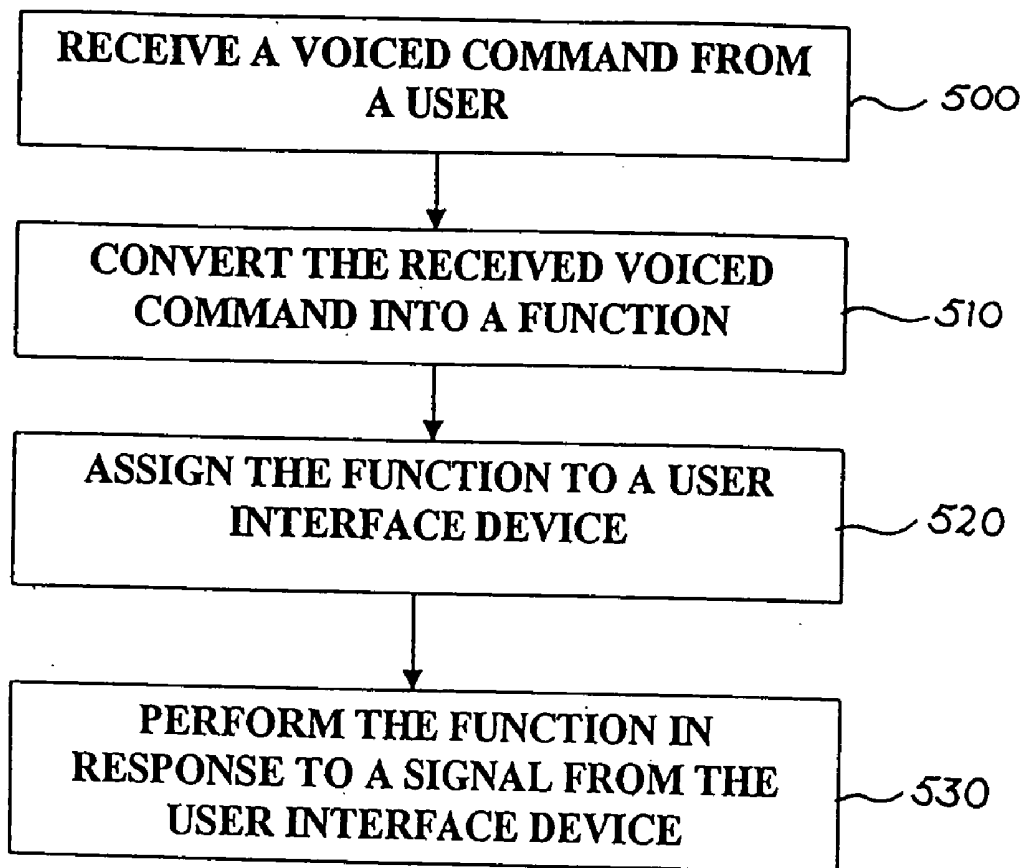 RECEIVE A VOICED COMMAND FROM
A USER
500
CONVERT THE RECEIVED VOICED
COMMAND INTO A FUNCTION
510
ASSIGN THE FUNCTION TO A USER
INTERFACE DEVICE
520
PERFORM THE FUNCTION IN
RESPONSE TO A SIGNAL FROM THE
USER INTERFACE DEVICE
530